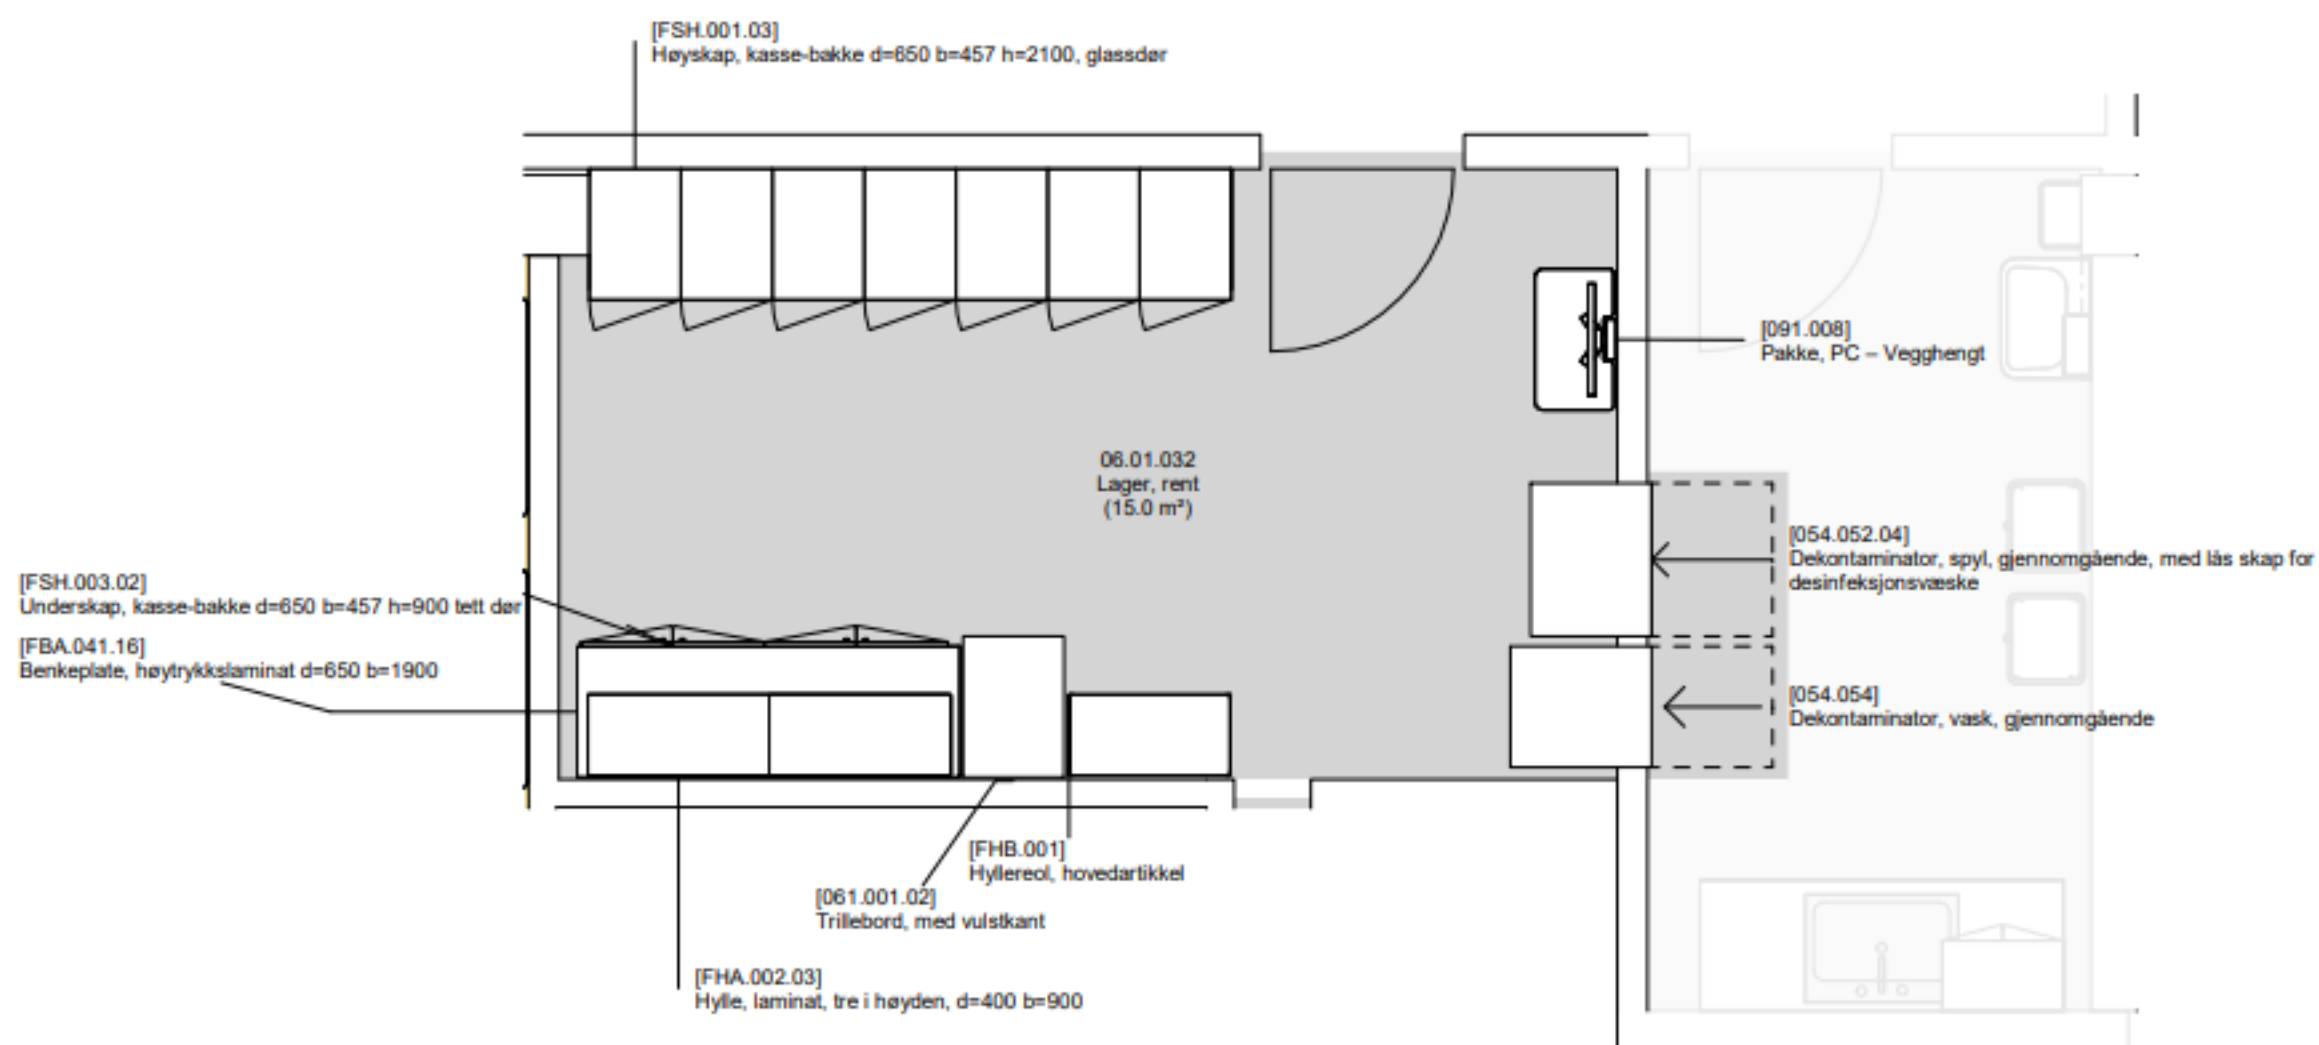 [FSH.001.03]
Høyskap, kasse-bakke d=650 b=457 h=2100, glassdør
[091.008]
Pakke, PC – Vegghengt
06.01.032
Lager, rent
(15.0 m²)
[054.052.04]
Dekontaminator, spyl, gjennomgående, med lås skap for
desinfeksjonsvæske
[FSH.003.02]
Underskap, kasse-bakke d=650 b=457 h=900 tett dør
[FBA.041.16]
Benkeplate, høytrykkslaminat d=650 b=1900
[054.054]
Dekontaminator, vask, gjennomgående
[FHB.001]
Hyllereol, hovedartikkel
[061.001.02]
Trillebord, med vulstkant
[FHA.002.03]
Hylle, laminat, tre i høyden, d=400 b=900